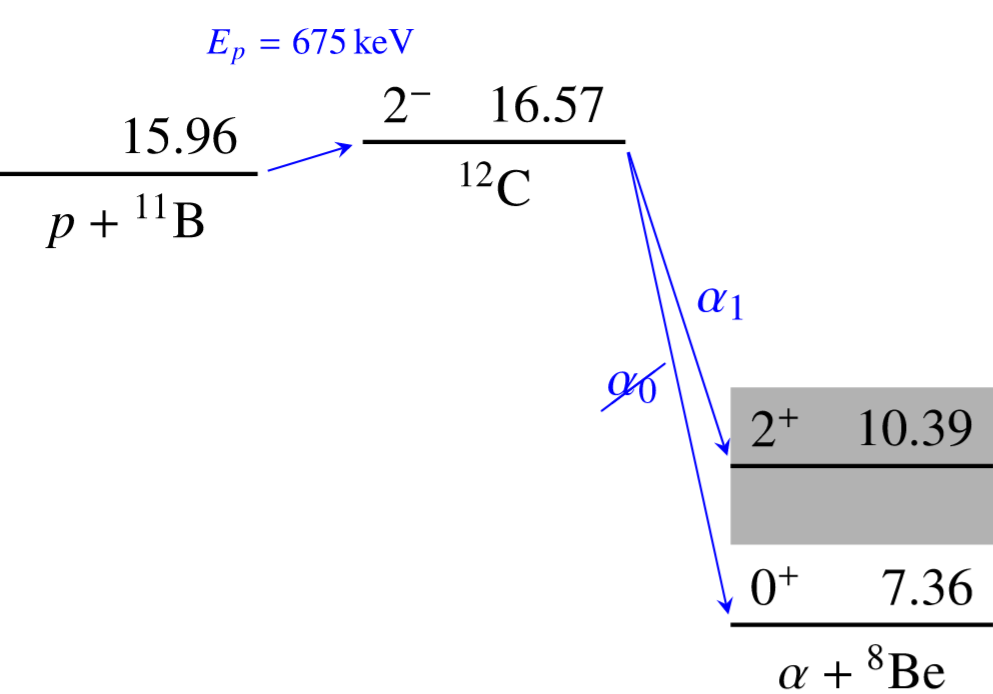 E_p = 675 keV
2⁻ 16.57
15.96
¹²C
p + ¹¹B
α₁
α₀
2⁺ 10.39
0⁺ 7.36
α + ⁸Be